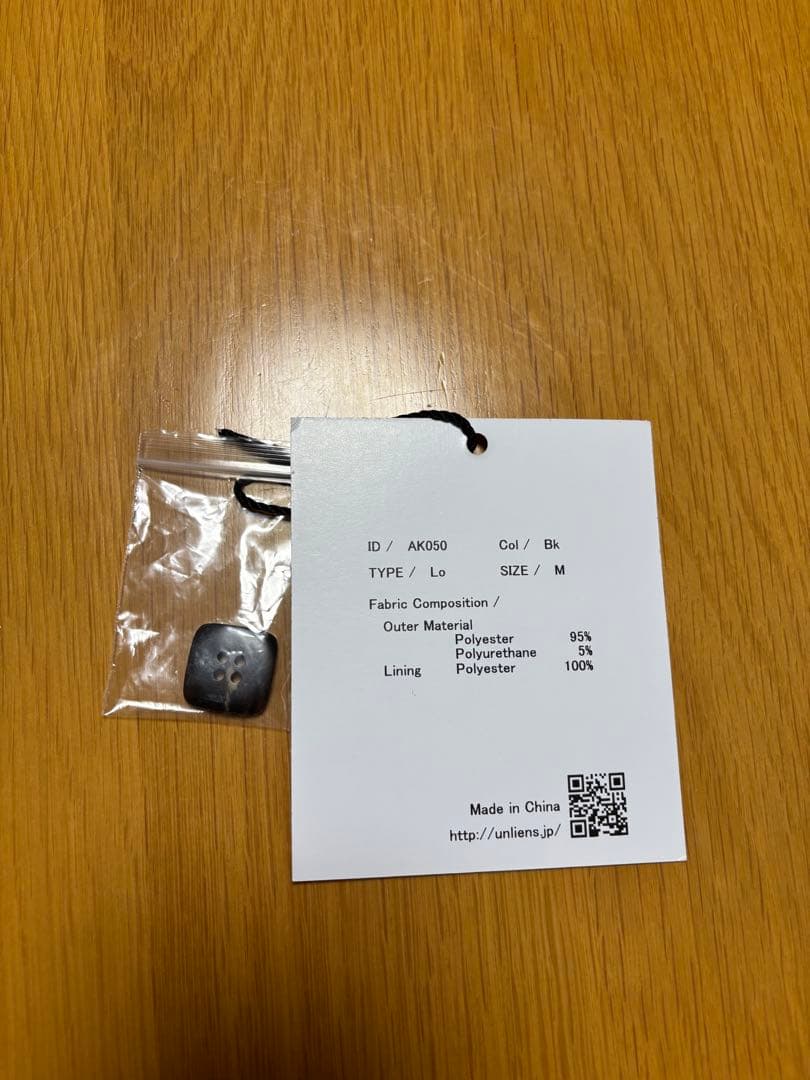 ID / AK050 Col / Bk
TYPE / Lo SIZE / M
Fabric Composition /
Outer Material
Polyester 95%
Polyurethane 5%
Lining Polyester 100%
Made in China
http://unliens.jp/